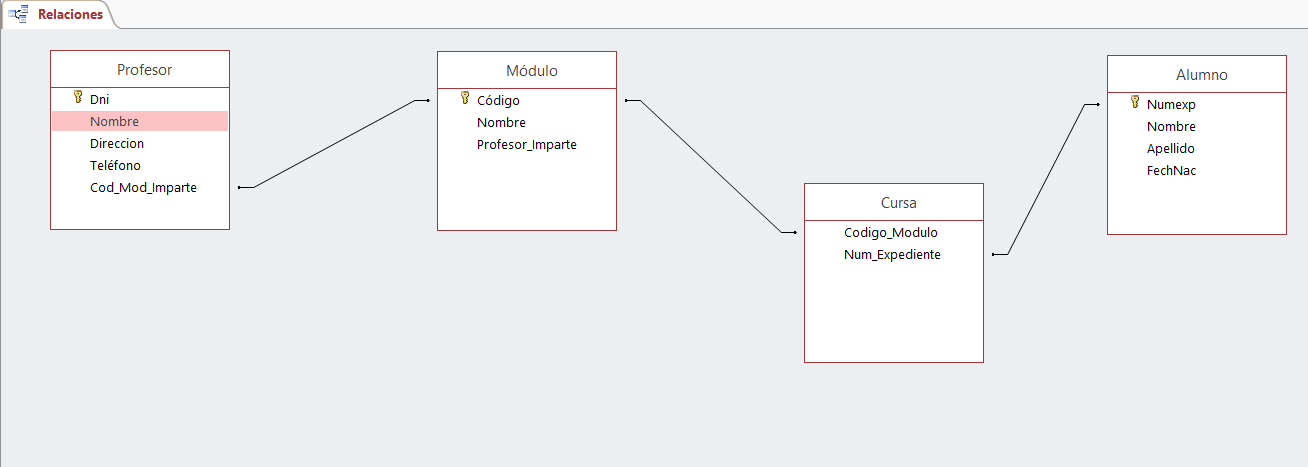 Relaciones
Profesor
Dni
Nombre
Direccion
Teléfono
Cod_Mod_Imparte
Módulo
Código
Nombre
Profesor_Imparte
Cursa
Codigo_Modulo
Num_Expediente
Alumno
Numexp
Nombre
Apellido
FechNac